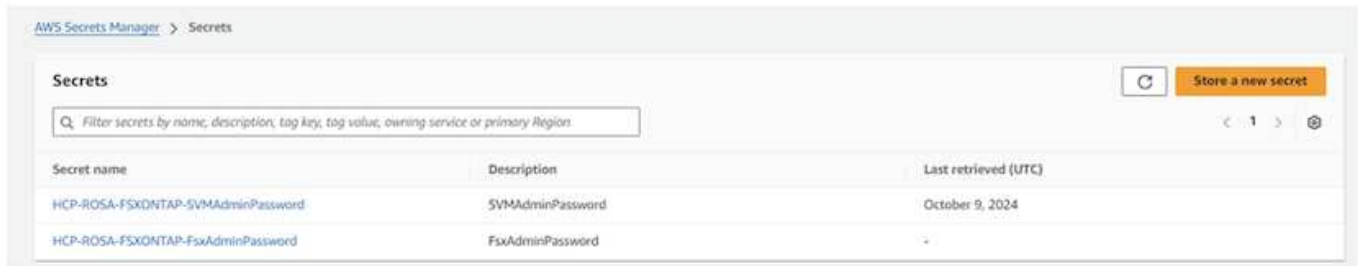 AWS Secrets Manager > Secrets
Secrets
Store a new secret
Filter secrets by name, description, tag key, tag value, owning service or primary Region
< 1 >
Secret name Description Last retrieved (UTC)
HCP-ROSA-FSXONTAP-SVMAdminPassword SVMAdminPassword October 9, 2024
HCP-ROSA-FSXONTAP-FsxAdminPassword FsxAdminPassword -